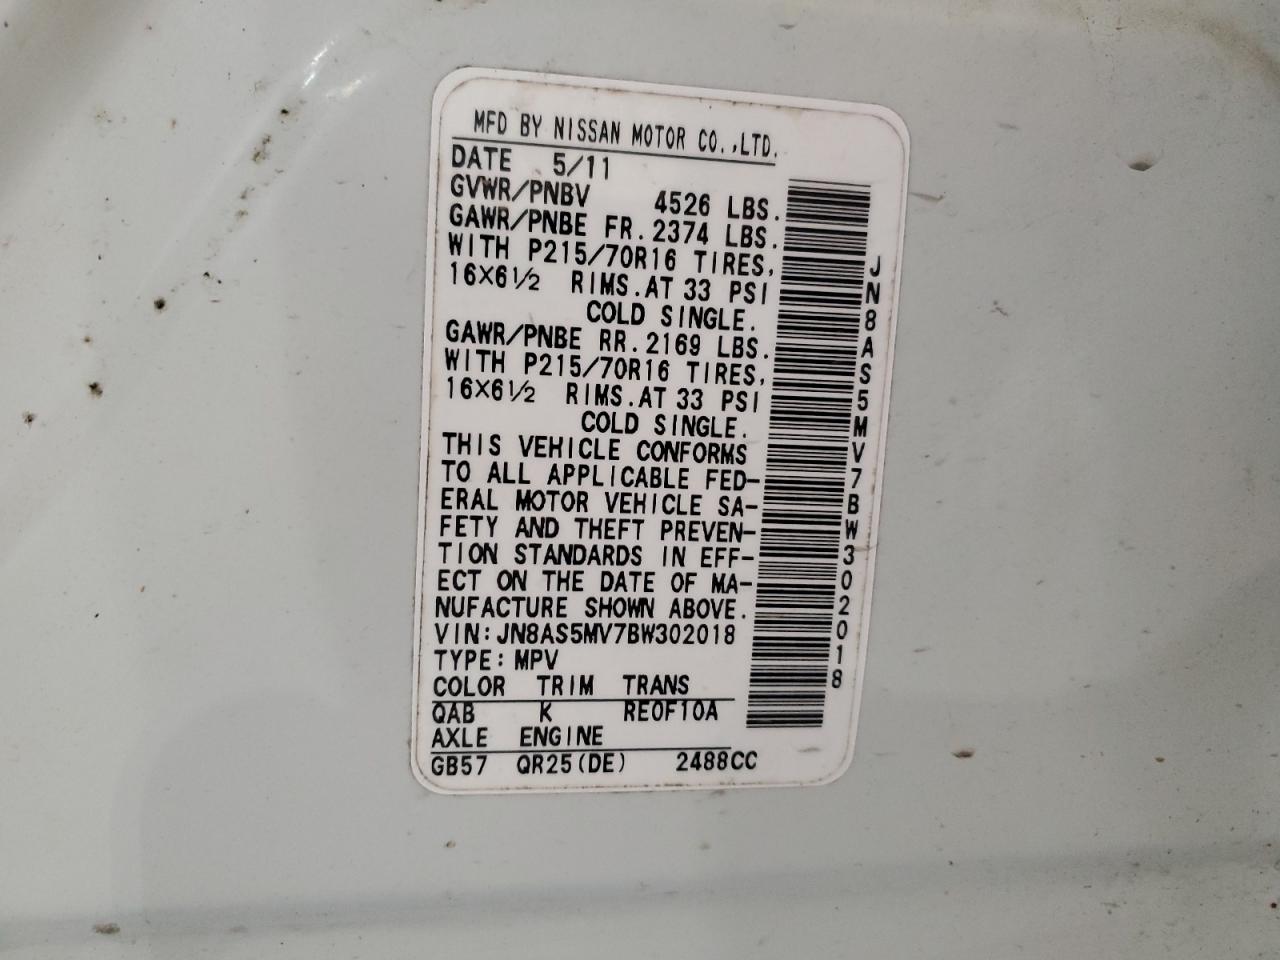 MFD BY NISSAN MOTOR CO.,LTD.
DATE 5/11
GVWR/PNBV 4526 LBS.
GAWR/PNBE FR.2374 LBS.
WITH P215/70R16 TIRES,
16X6½ RIMS.AT 33 PSI
COLD SINGLE.
GAWR/PNBE RR.2169 LBS.
WITH P215/70R16 TIRES,
16X6½ RIMS.AT 33 PSI
COLD SINGLE.
THIS VEHICLE CONFORMS
TO ALL APPLICABLE FED-
ERAL MOTOR VEHICLE SA-
FETY AND THEFT PREVEN-
TION STANDARDS IN EFF-
ECT ON THE DATE OF MA-
NUFACTURE SHOWN ABOVE.
VIN:JN8AS5MV7BW302018
TYPE:MPV
COLOR TRIM TRANS
QAB K RE0F10A
AXLE ENGINE
GB57 QR25(DE) 2488CC
JN8AS5MV7BW302018